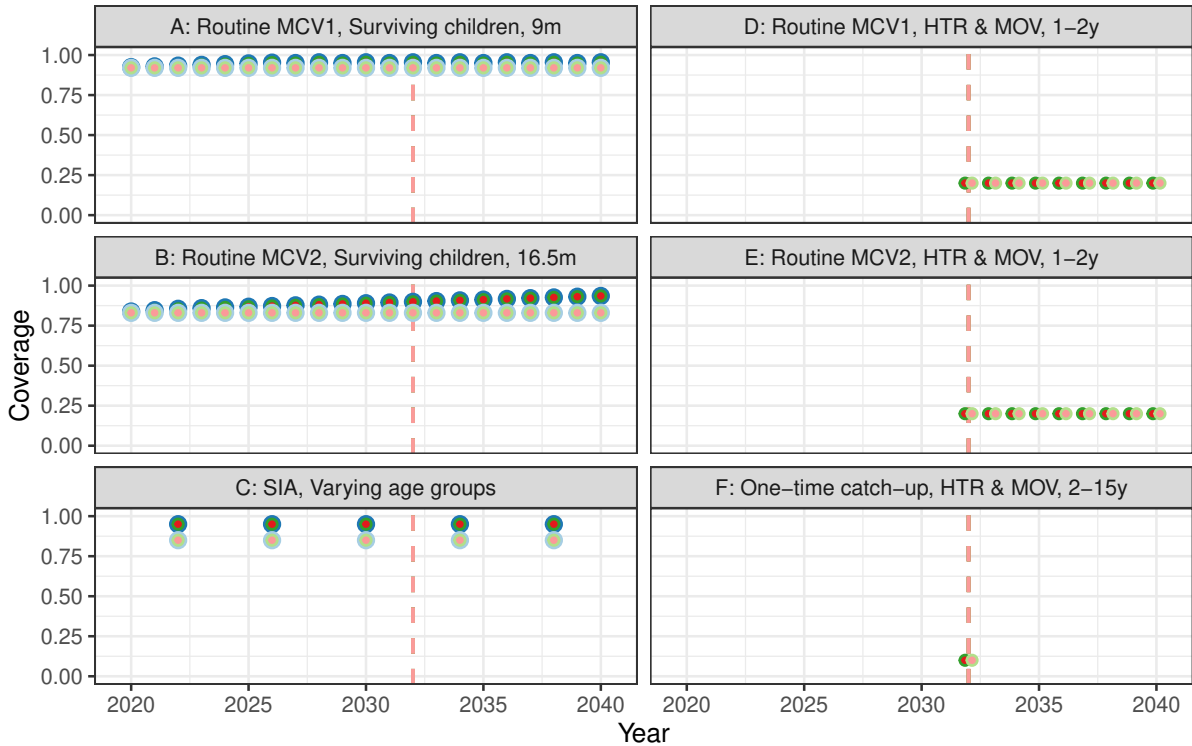 A: Routine MCV1, Surviving children, 9m
D: Routine MCV1, HTR & MOV, 1−2y
1.00
0.75
0.50
0.25
0.00
B: Routine MCV2, Surviving children, 16.5m
E: Routine MCV2, HTR & MOV, 1−2y
1.00
0.75
0.50
0.25
0.00
Coverage
C: SIA, Varying age groups
F: One−time catch−up, HTR & MOV, 2−15y
1.00
0.75
0.50
0.25
0.00
2020 2025 2030 2035 2040 2020 2025 2030 2035 2040
Year